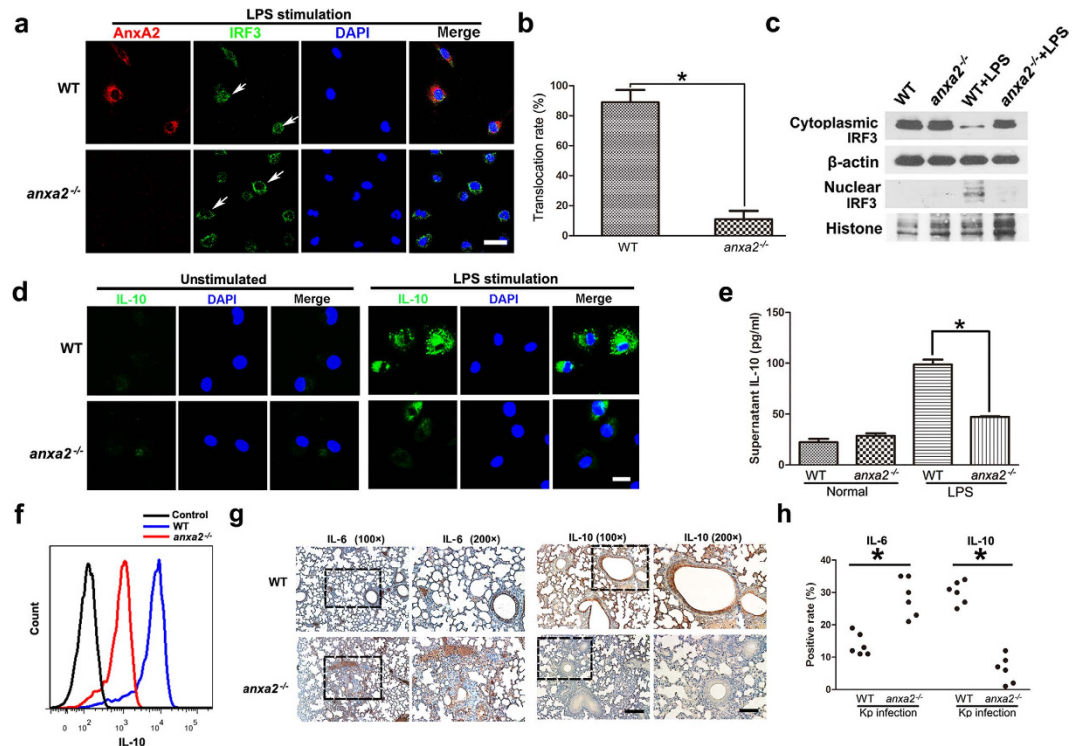 a
LPS stimulation
AnxA2 IRF3 DAPI Merge
WT
anxa2-/-
b
Translocation rate (%)
100
80
60
40
20
0
*
WT anxa2-/-
c
WT anxa2-/- WT+LPS anxa2-/-+LPS
Cytoplasmic
IRF3
β-actin
Nuclear
IRF3
Histone
d
Unstimulated LPS stimulation
IL-10 DAPI Merge IL-10 DAPI Merge
WT
anxa2-/-
e
Supernatant IL-10 (pg/ml)
150
100
50
0
*
WT anxa2-/- WT anxa2-/-
Normal LPS
f
Control
WT
anxa2-/-
Count
0 10² 10³ 10⁴ 10⁵
IL-10
g
IL-6 (100×) IL-6 (200×) IL-10 (100×) IL-10 (200×)
WT
anxa2-/-
h
IL-6 IL-10
* *
Positive rate (%)
40
30
20
10
0
WT anxa2-/- WT anxa2-/-
Kp infection Kp infection